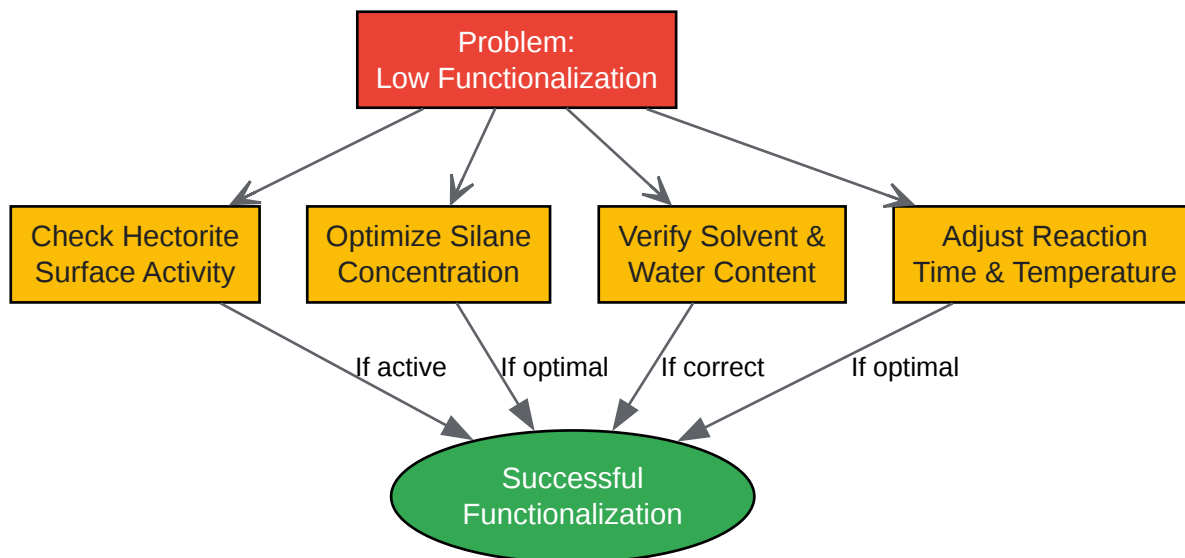 Problem:
Low Functionalization
Check Hectorite
Surface Activity
Optimize Silane
Concentration
Verify Solvent &
Water Content
Adjust Reaction
Time & Temperature
If active
If optimal
If correct
If optimal
Successful
Functionalization